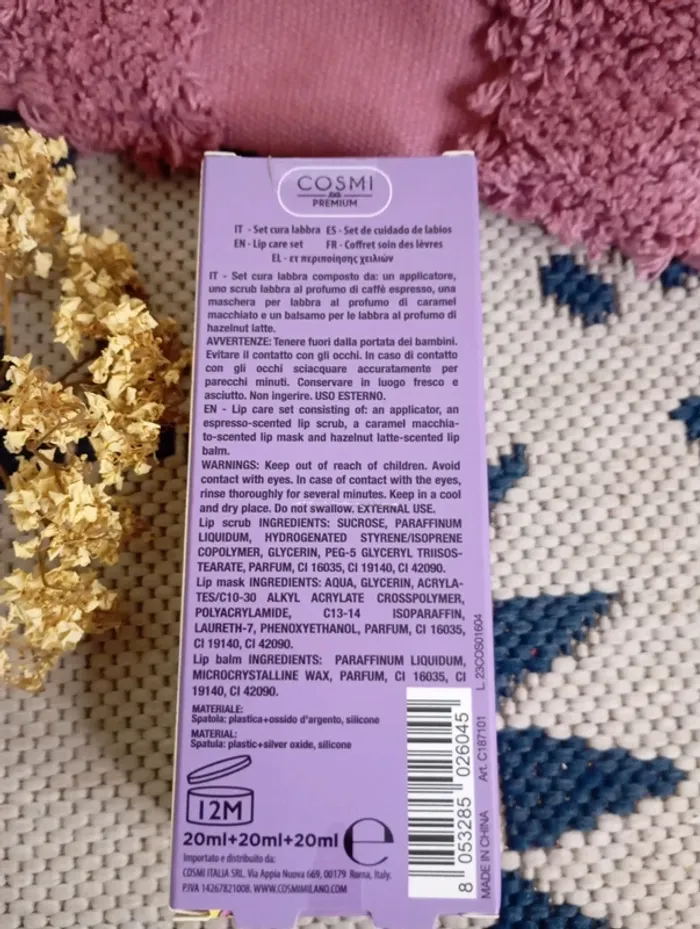 COSMI
PREMIUM
IT - Set cura labbra ES - Set de cuidado de labios
EN - Lip care set FR - Coffret soin des lèvres
EL - ετ περιποίησης χειλιών
IT - Set cura labbra composto da: un applicatore,
uno scrub labbra al profumo di caffè espresso, una
maschera per labbra al profumo di caramel
macchiato e un balsamo per le labbra al profumo di
hazelnut latte.
AVVERTENZE: Tenere fuori dalla portata dei bambini.
Evitare il contatto con gli occhi. In caso di contatto
con gli occhi sciacquare accuratamente per
parecchi minuti. Conservare in luogo fresco e
asciutto. Non ingerire. USO ESTERNO.
EN - Lip care set consisting of: an applicator, an
espresso-scented lip scrub, a caramel macchia-
to-scented lip mask and hazelnut latte-scented lip
balm.
WARNINGS: Keep out of reach of children. Avoid
contact with eyes. In case of contact with the eyes,
rinse thoroughly for several minutes. Keep in a cool
and dry place. Do not swallow. EXTERNAL USE.
Lip scrub INGREDIENTS: SUCROSE, PARAFFINUM
LIQUIDUM, HYDROGENATED STYRENE/ISOPRENE
COPOLYMER, GLYCERIN, PEG-5 GLYCERYL TRIISOS-
TEARATE, PARFUM, CI 16035, CI 19140, CI 42090.
Lip mask INGREDIENTS: AQUA, GLYCERIN, ACRYLA-
TES/C10-30 ALKYL ACRYLATE CROSSPOLYMER,
POLYACRYLAMIDE, C13-14 ISOPARAFFIN,
LAURETH-7, PHENOXYETHANOL, PARFUM, CI 16035,
CI 19140, CI 42090.
Lip balm INGREDIENTS: PARAFFINUM LIQUIDUM,
MICROCRYSTALLINE WAX, PARFUM, CI 16035, CI
19140, CI 42090.
MATERIALE:
Spatola: plastica+ossido d'argento, silicone
MATERIAL:
Spatula: plastic+silver oxide, silicone
12M
20ml+20ml+20ml e
Importato e distribuito da:
COSMI ITALIA SRL. Via Appia Nuova 669, 00179 Roma, Italy.
P.IVA 14267821008. WWW.COSMIMILANO.COM
8 053285 026045
MADE IN CHINA Art. C187101 L. 23COS01604